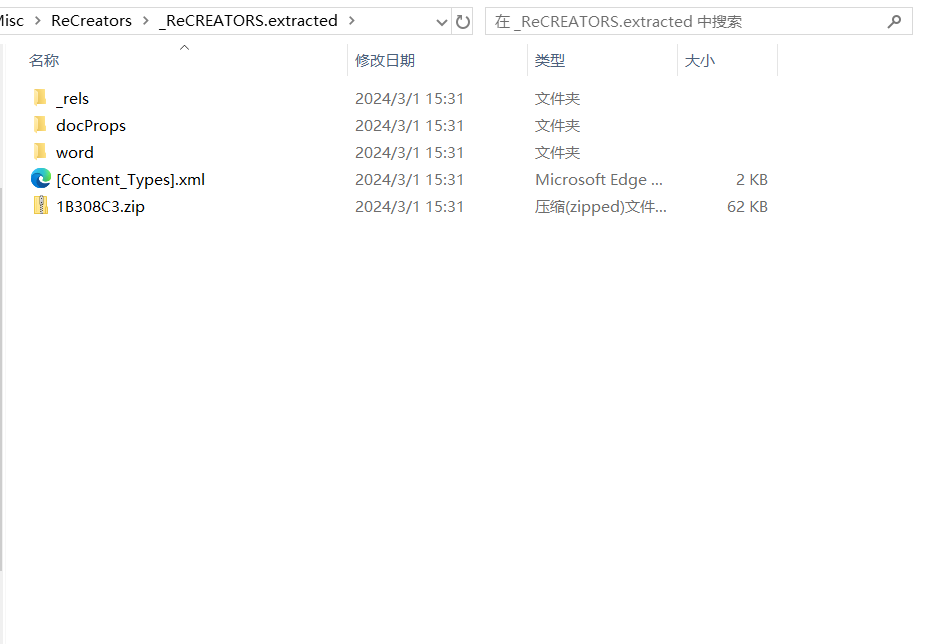 Misc > ReCreators > _ReCREATORS.extracted >
在 _ReCREATORS.extracted 中搜索
名称 修改日期 类型 大小
_rels 2024/3/1 15:31 文件夹
docProps 2024/3/1 15:31 文件夹
word 2024/3/1 15:31 文件夹
[Content_Types].xml 2024/3/1 15:31 Microsoft Edge ... 2 KB
1B308C3.zip 2024/3/1 15:31 压缩(zipped)文件... 62 KB